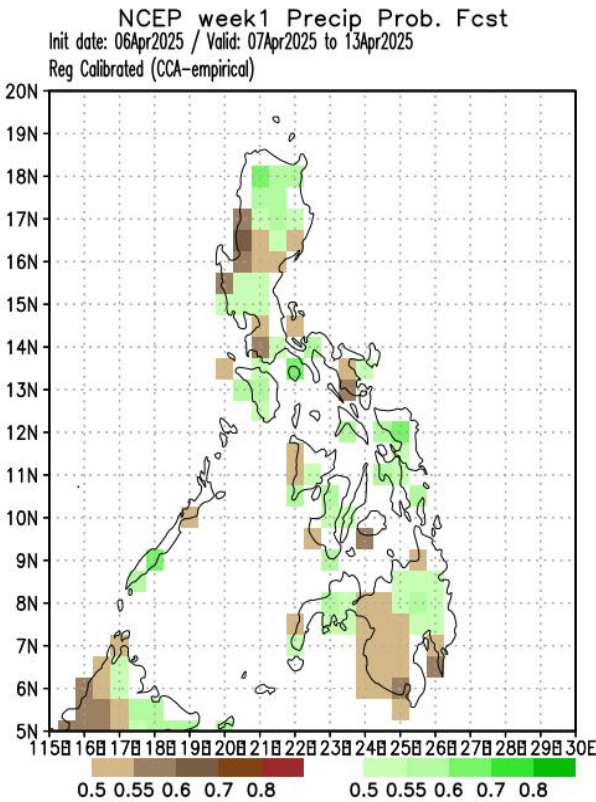 NCEP week1 Precip Prob. Fcst
Init date: 06Apr2025 / Valid: 07Apr2025 to 13Apr2025
Reg Calibrated (CCA-empirical)
20N
19N
18N
17N
16N
15N
14N
13N
12N
11N
10N
9N
8N
7N
6N
5N
115E 116E 117E 118E 119E 120E 121E 122E 123E 124E 125E 126E 127E 128E 129E 130E
0.5 0.55 0.6 0.7 0.8 0.5 0.55 0.6 0.7 0.8